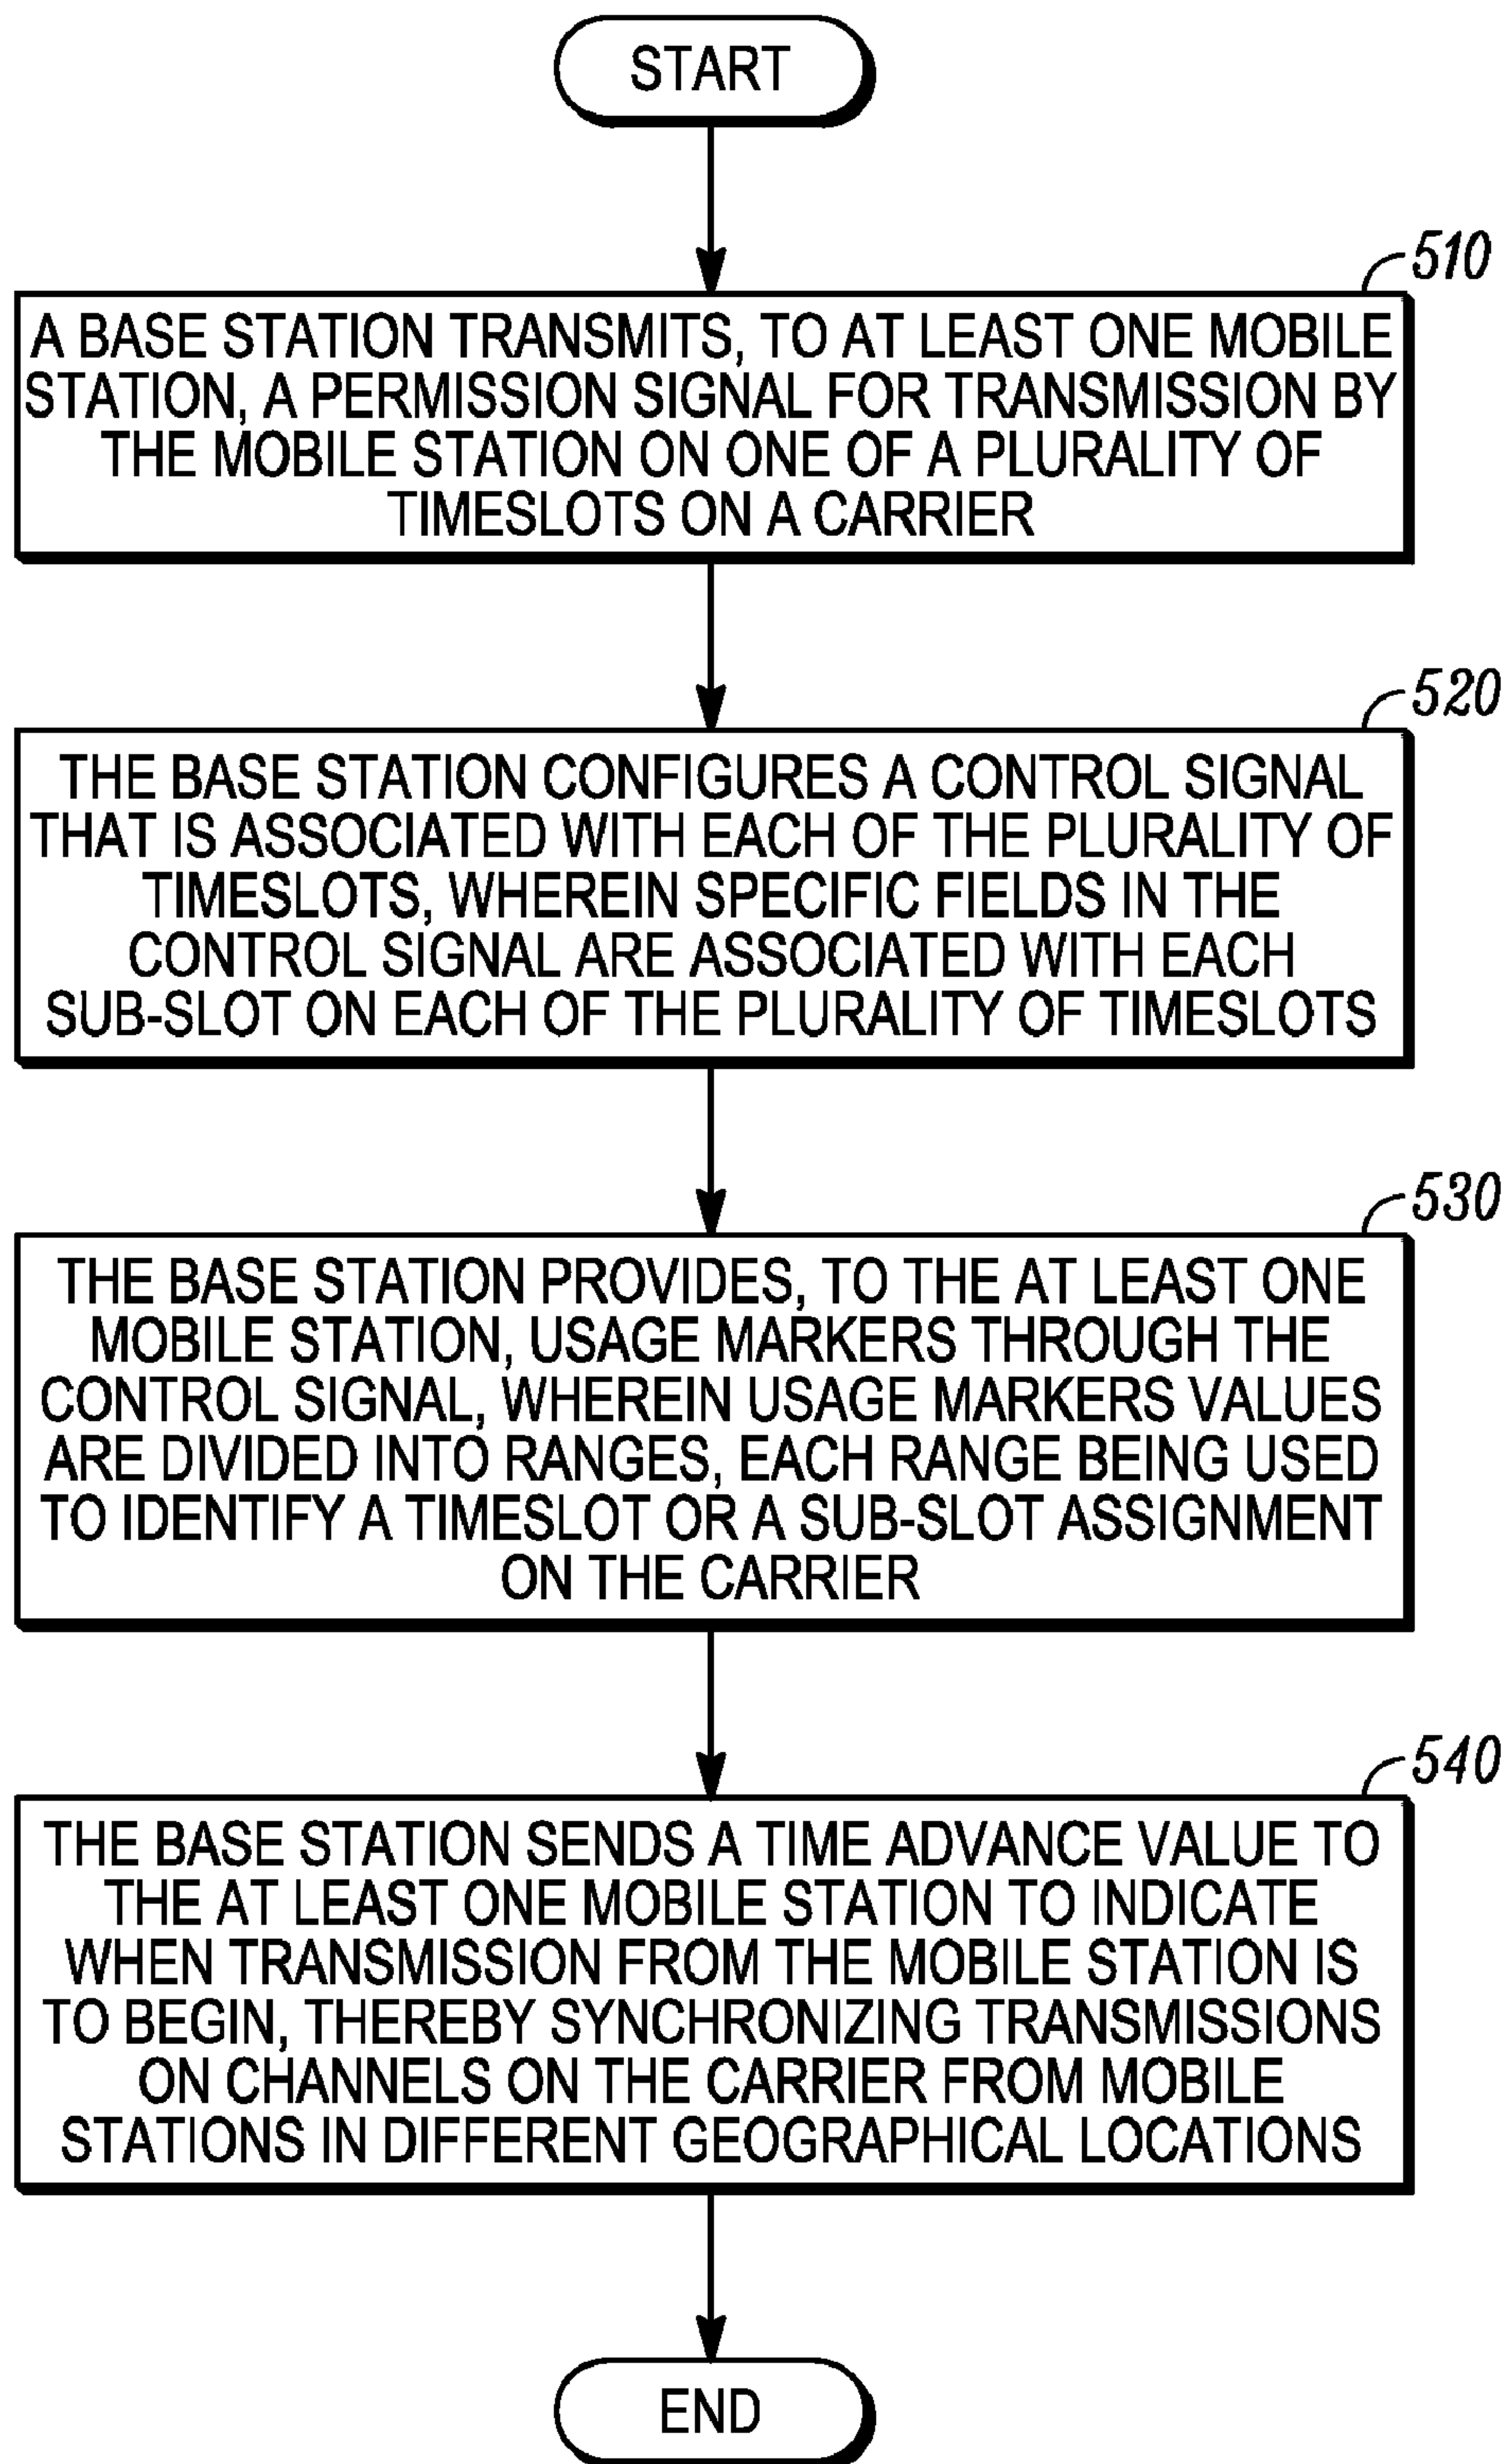 START
510
A BASE STATION TRANSMITS, TO AT LEAST ONE MOBILE
STATION, A PERMISSION SIGNAL FOR TRANSMISSION BY
THE MOBILE STATION ON ONE OF A PLURALITY OF
TIMESLOTS ON A CARRIER
520
THE BASE STATION CONFIGURES A CONTROL SIGNAL
THAT IS ASSOCIATED WITH EACH OF THE PLURALITY OF
TIMESLOTS, WHEREIN SPECIFIC FIELDS IN THE
CONTROL SIGNAL ARE ASSOCIATED WITH EACH
SUB-SLOT ON EACH OF THE PLURALITY OF TIMESLOTS
530
THE BASE STATION PROVIDES, TO THE AT LEAST ONE
MOBILE STATION, USAGE MARKERS THROUGH THE
CONTROL SIGNAL, WHEREIN USAGE MARKERS VALUES
ARE DIVIDED INTO RANGES, EACH RANGE BEING USED
TO IDENTIFY A TIMESLOT OR A SUB-SLOT ASSIGNMENT
ON THE CARRIER
540
THE BASE STATION SENDS A TIME ADVANCE VALUE TO
THE AT LEAST ONE MOBILE STATION TO INDICATE
WHEN TRANSMISSION FROM THE MOBILE STATION IS
TO BEGIN, THEREBY SYNCHRONIZING TRANSMISSIONS
ON CHANNELS ON THE CARRIER FROM MOBILE
STATIONS IN DIFFERENT GEOGRAPHICAL LOCATIONS
END